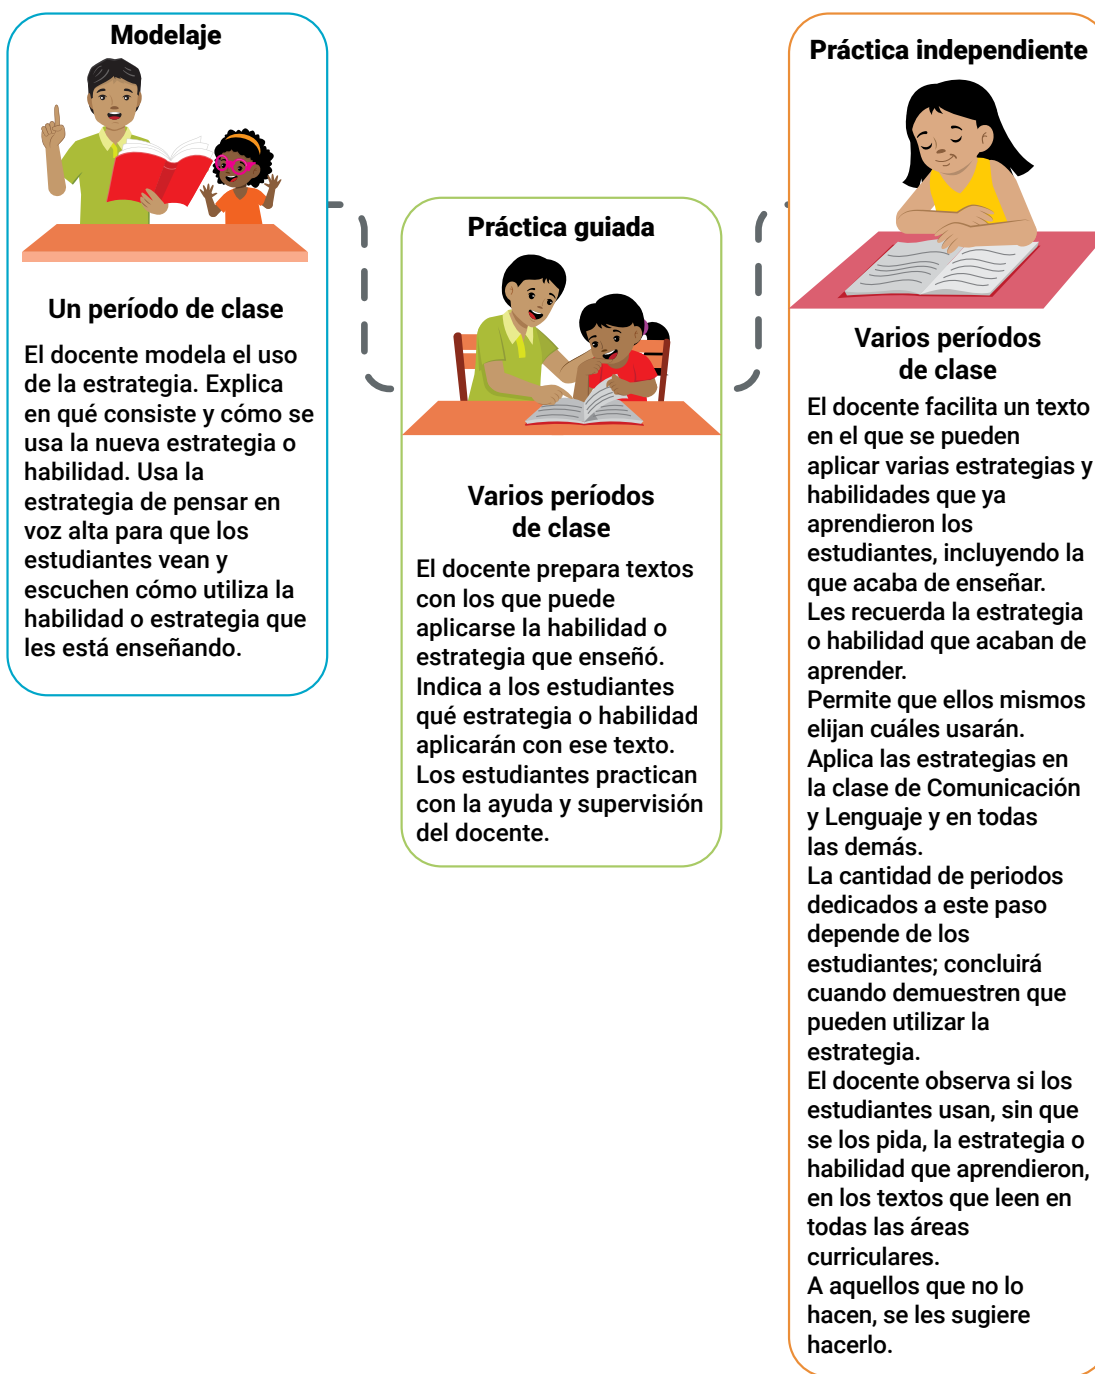 Modelaje
Un período de clase
El docente modela el uso
de la estrategia. Explica
en qué consiste y cómo se
usa la nueva estrategia o
habilidad. Usa la
estrategia de pensar en
voz alta para que los
estudiantes vean y
escuchen cómo utiliza la
habilidad o estrategia que
les está enseñando.
Práctica guiada
Varios períodos
de clase
El docente prepara textos
con los que puede
aplicarse la habilidad o
estrategia que enseñó.
Indica a los estudiantes
qué estrategia o habilidad
aplicarán con ese texto.
Los estudiantes practican
con la ayuda y supervisión
del docente.
Práctica independiente
Varios períodos
de clase
El docente facilita un texto
en el que se pueden
aplicar varias estrategias y
habilidades que ya
aprendieron los
estudiantes, incluyendo la
que acaba de enseñar.
Les recuerda la estrategia
o habilidad que acaban de
aprender.
Permite que ellos mismos
elijan cuáles usarán.
Aplica las estrategias en
la clase de Comunicación
y Lenguaje y en todas
las demás.
La cantidad de periodos
dedicados a este paso
depende de los
estudiantes; concluirá
cuando demuestren que
pueden utilizar la
estrategia.
El docente observa si los
estudiantes usan, sin que
se los pida, la estrategia o
habilidad que aprendieron,
en los textos que leen en
todas las áreas
curriculares.
A aquellos que no lo
hacen, se les sugiere
hacerlo.